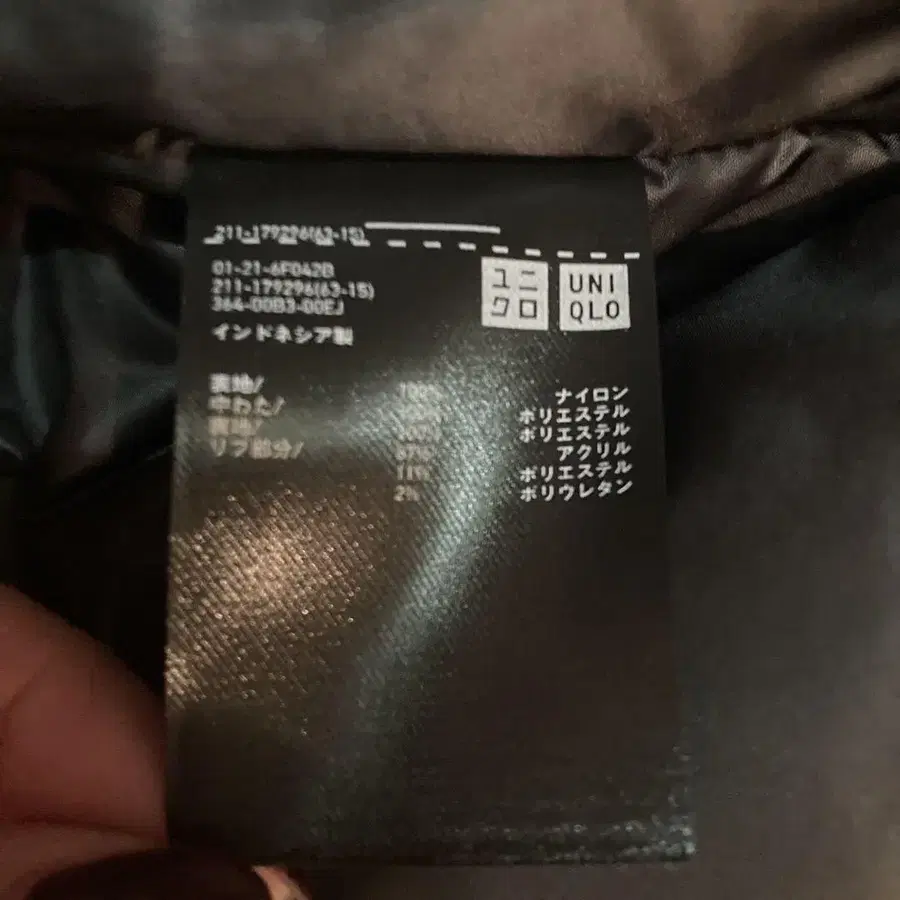 211-179296(63-15)
01-21-6F042B
211-179296(63-15)
364-00B3-00EJ
インドネシア製
ユニ
クロ
UNI
QLO
表地/ 100% ナイロン
中わた/ ポリエステル
裏地/ ポリエステル
リブ部分/ 87% アクリル
11% ポリエステル
2% ポリウレタン